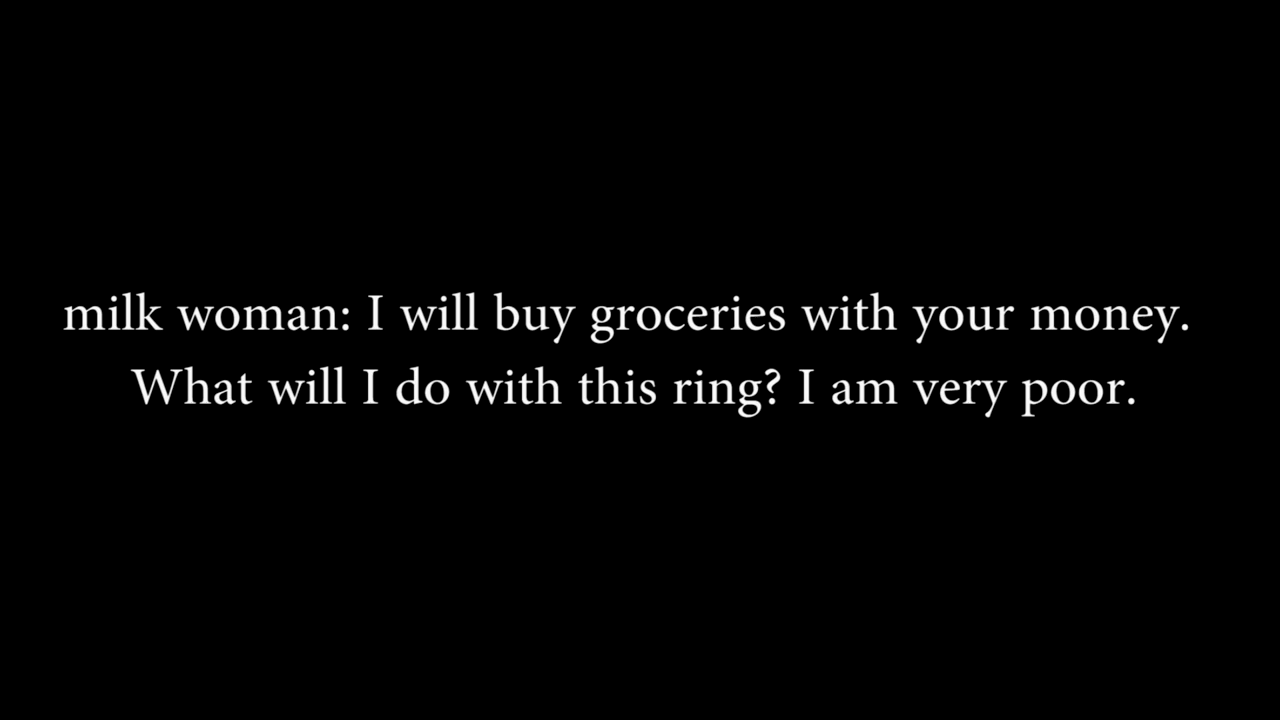 milk woman: I will buy groceries with your money.
What will I do with this ring? I am very poor.